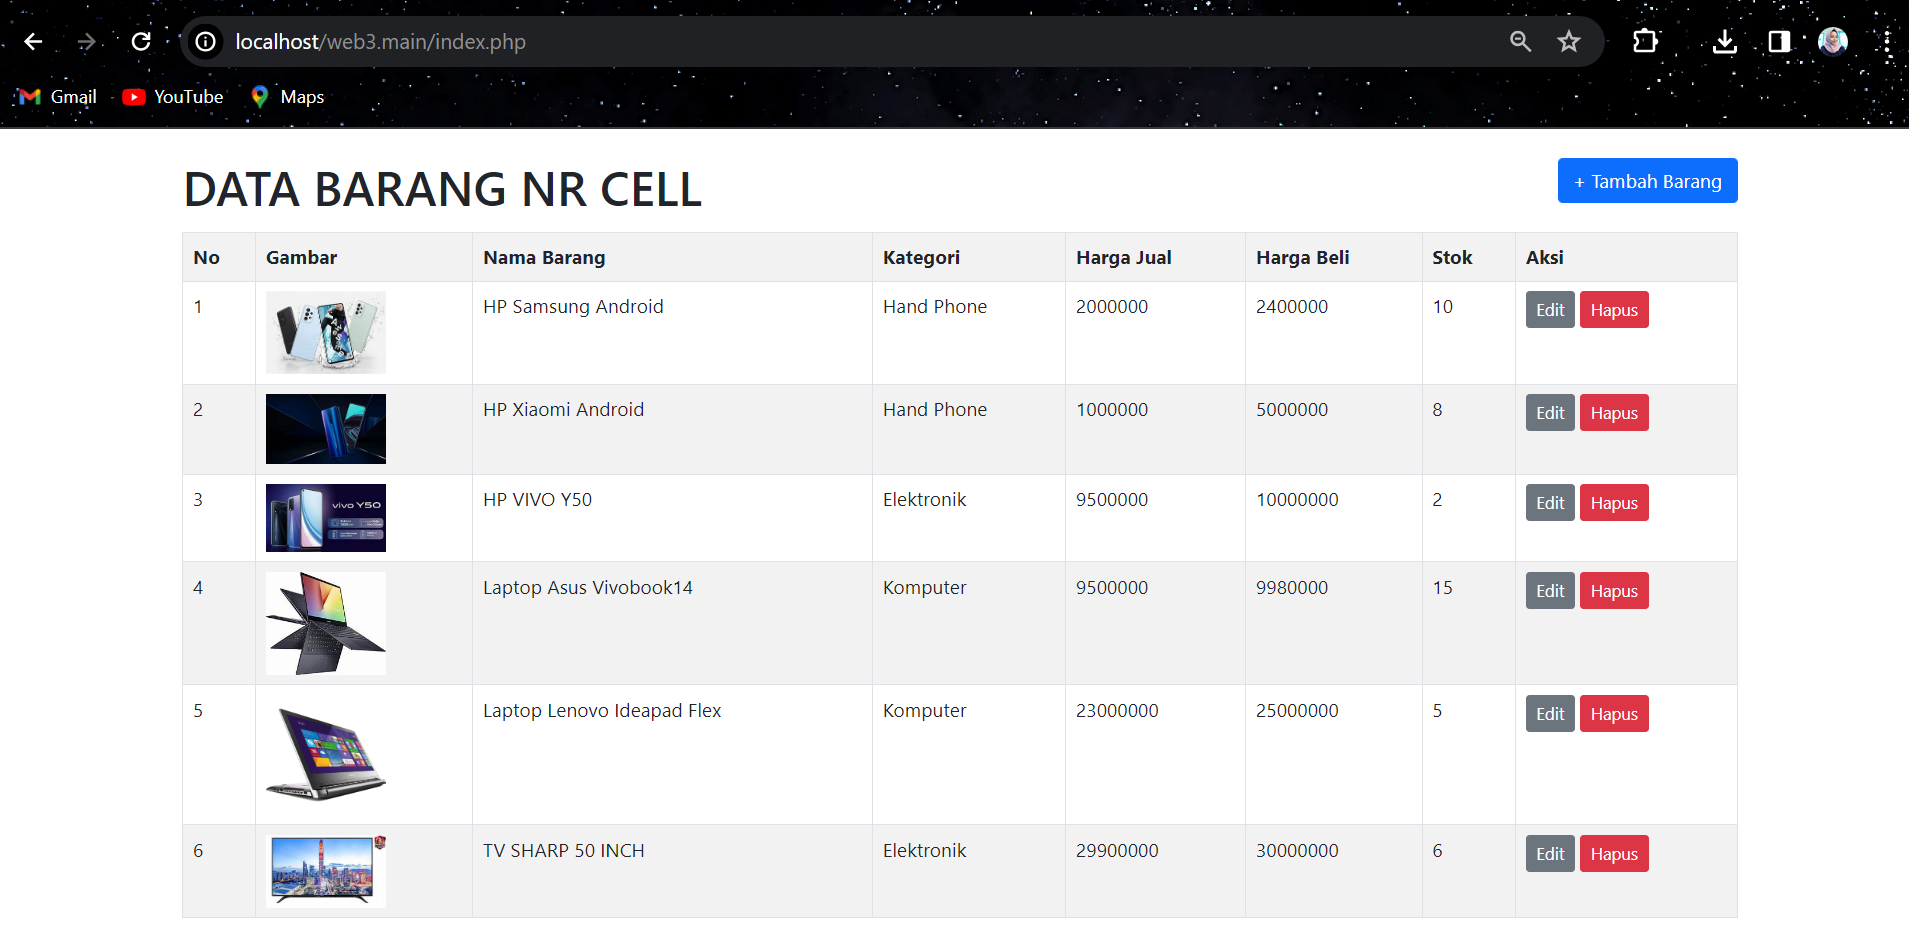 localhost/web3.main/index.php
Gmail YouTube Maps
DATA BARANG NR CELL
+ Tambah Barang
No Gambar Nama Barang Kategori Harga Jual Harga Beli Stok Aksi
1 HP Samsung Android Hand Phone 2000000 2400000 10 Edit Hapus
2 HP Xiaomi Android Hand Phone 1000000 5000000 8 Edit Hapus
3 vivo Y50 HP VIVO Y50 Elektronik 9500000 10000000 2 Edit Hapus
4 Laptop Asus Vivobook14 Komputer 9500000 9980000 15 Edit Hapus
5 Laptop Lenovo Ideapad Flex Komputer 23000000 25000000 5 Edit Hapus
6 TV SHARP 50 INCH Elektronik 29900000 30000000 6 Edit Hapus